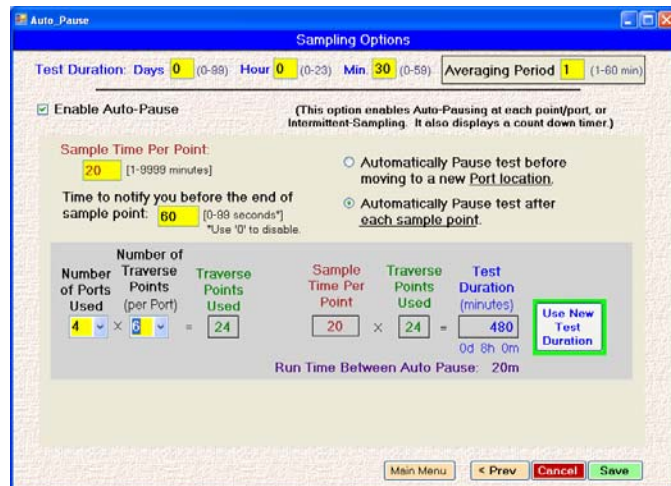 Auto_Pause
Sampling Options
Test Duration: Days 0 (0-99) Hour 0 (0-23) Min. 30 (0-59) Averaging Period 1 (1-60 min)
Enable Auto-Pause
(This option enables Auto-Pausing at each point/port, or
Intermittent-Sampling. It also displays a count down timer.)
Sample Time Per Point:
20 [1-9999 minutes]
Time to notify you before the end of
sample point: 60 [0-99 seconds*]
*Use '0' to disable.
Automatically Pause test before
moving to a new Port location.
Automatically Pause test after
each sample point.
Number of Ports Used
Number of Traverse Points (per Port)
Traverse Points Used
4 × 6 = 24
Sample Time Per Point
Traverse Points Used
Test Duration (minutes)
20 × 24 = 480
0d 8h 0m
Use New Test Duration
Run Time Between Auto Pause: 20m
Main Menu
< Prev
Cancel
Save